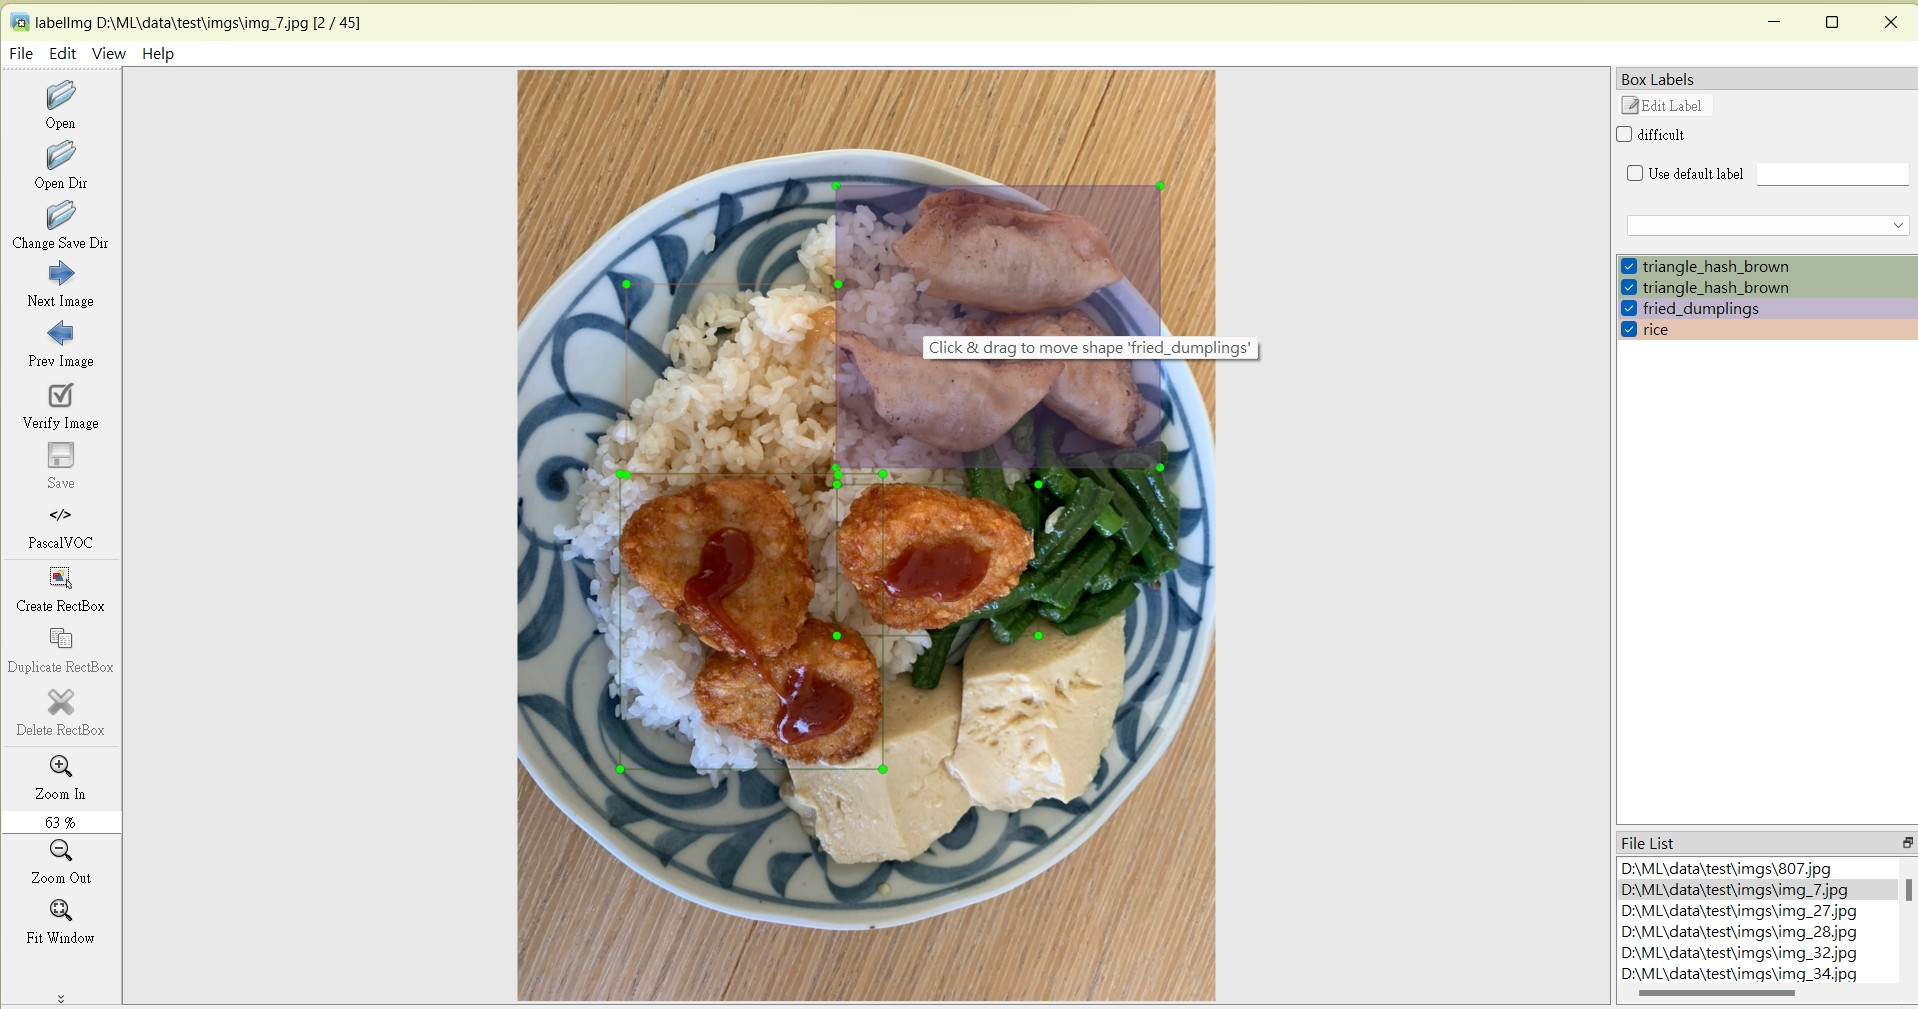 labelImg D:\ML\data\test\imgs\img_7.jpg [2 / 45]
File Edit View Help
Open
Open Dir
Change Save Dir
Next Image
Prev Image
Verify Image
Save
</>
PascalVOC
Create RectBox
Duplicate RectBox
Delete RectBox
Zoom In
63 %
Zoom Out
Fit Window
Click & drag to move shape 'fried_dumplings'
Box Labels
Edit Label
difficult
Use default label
triangle_hash_brown
triangle_hash_brown
fried_dumplings
rice
File List
D:\ML\data\test\imgs\807.jpg
D:\ML\data\test\imgs\img_7.jpg
D:\ML\data\test\imgs\img_27.jpg
D:\ML\data\test\imgs\img_28.jpg
D:\ML\data\test\imgs\img_32.jpg
D:\ML\data\test\imgs\img_34.jpg